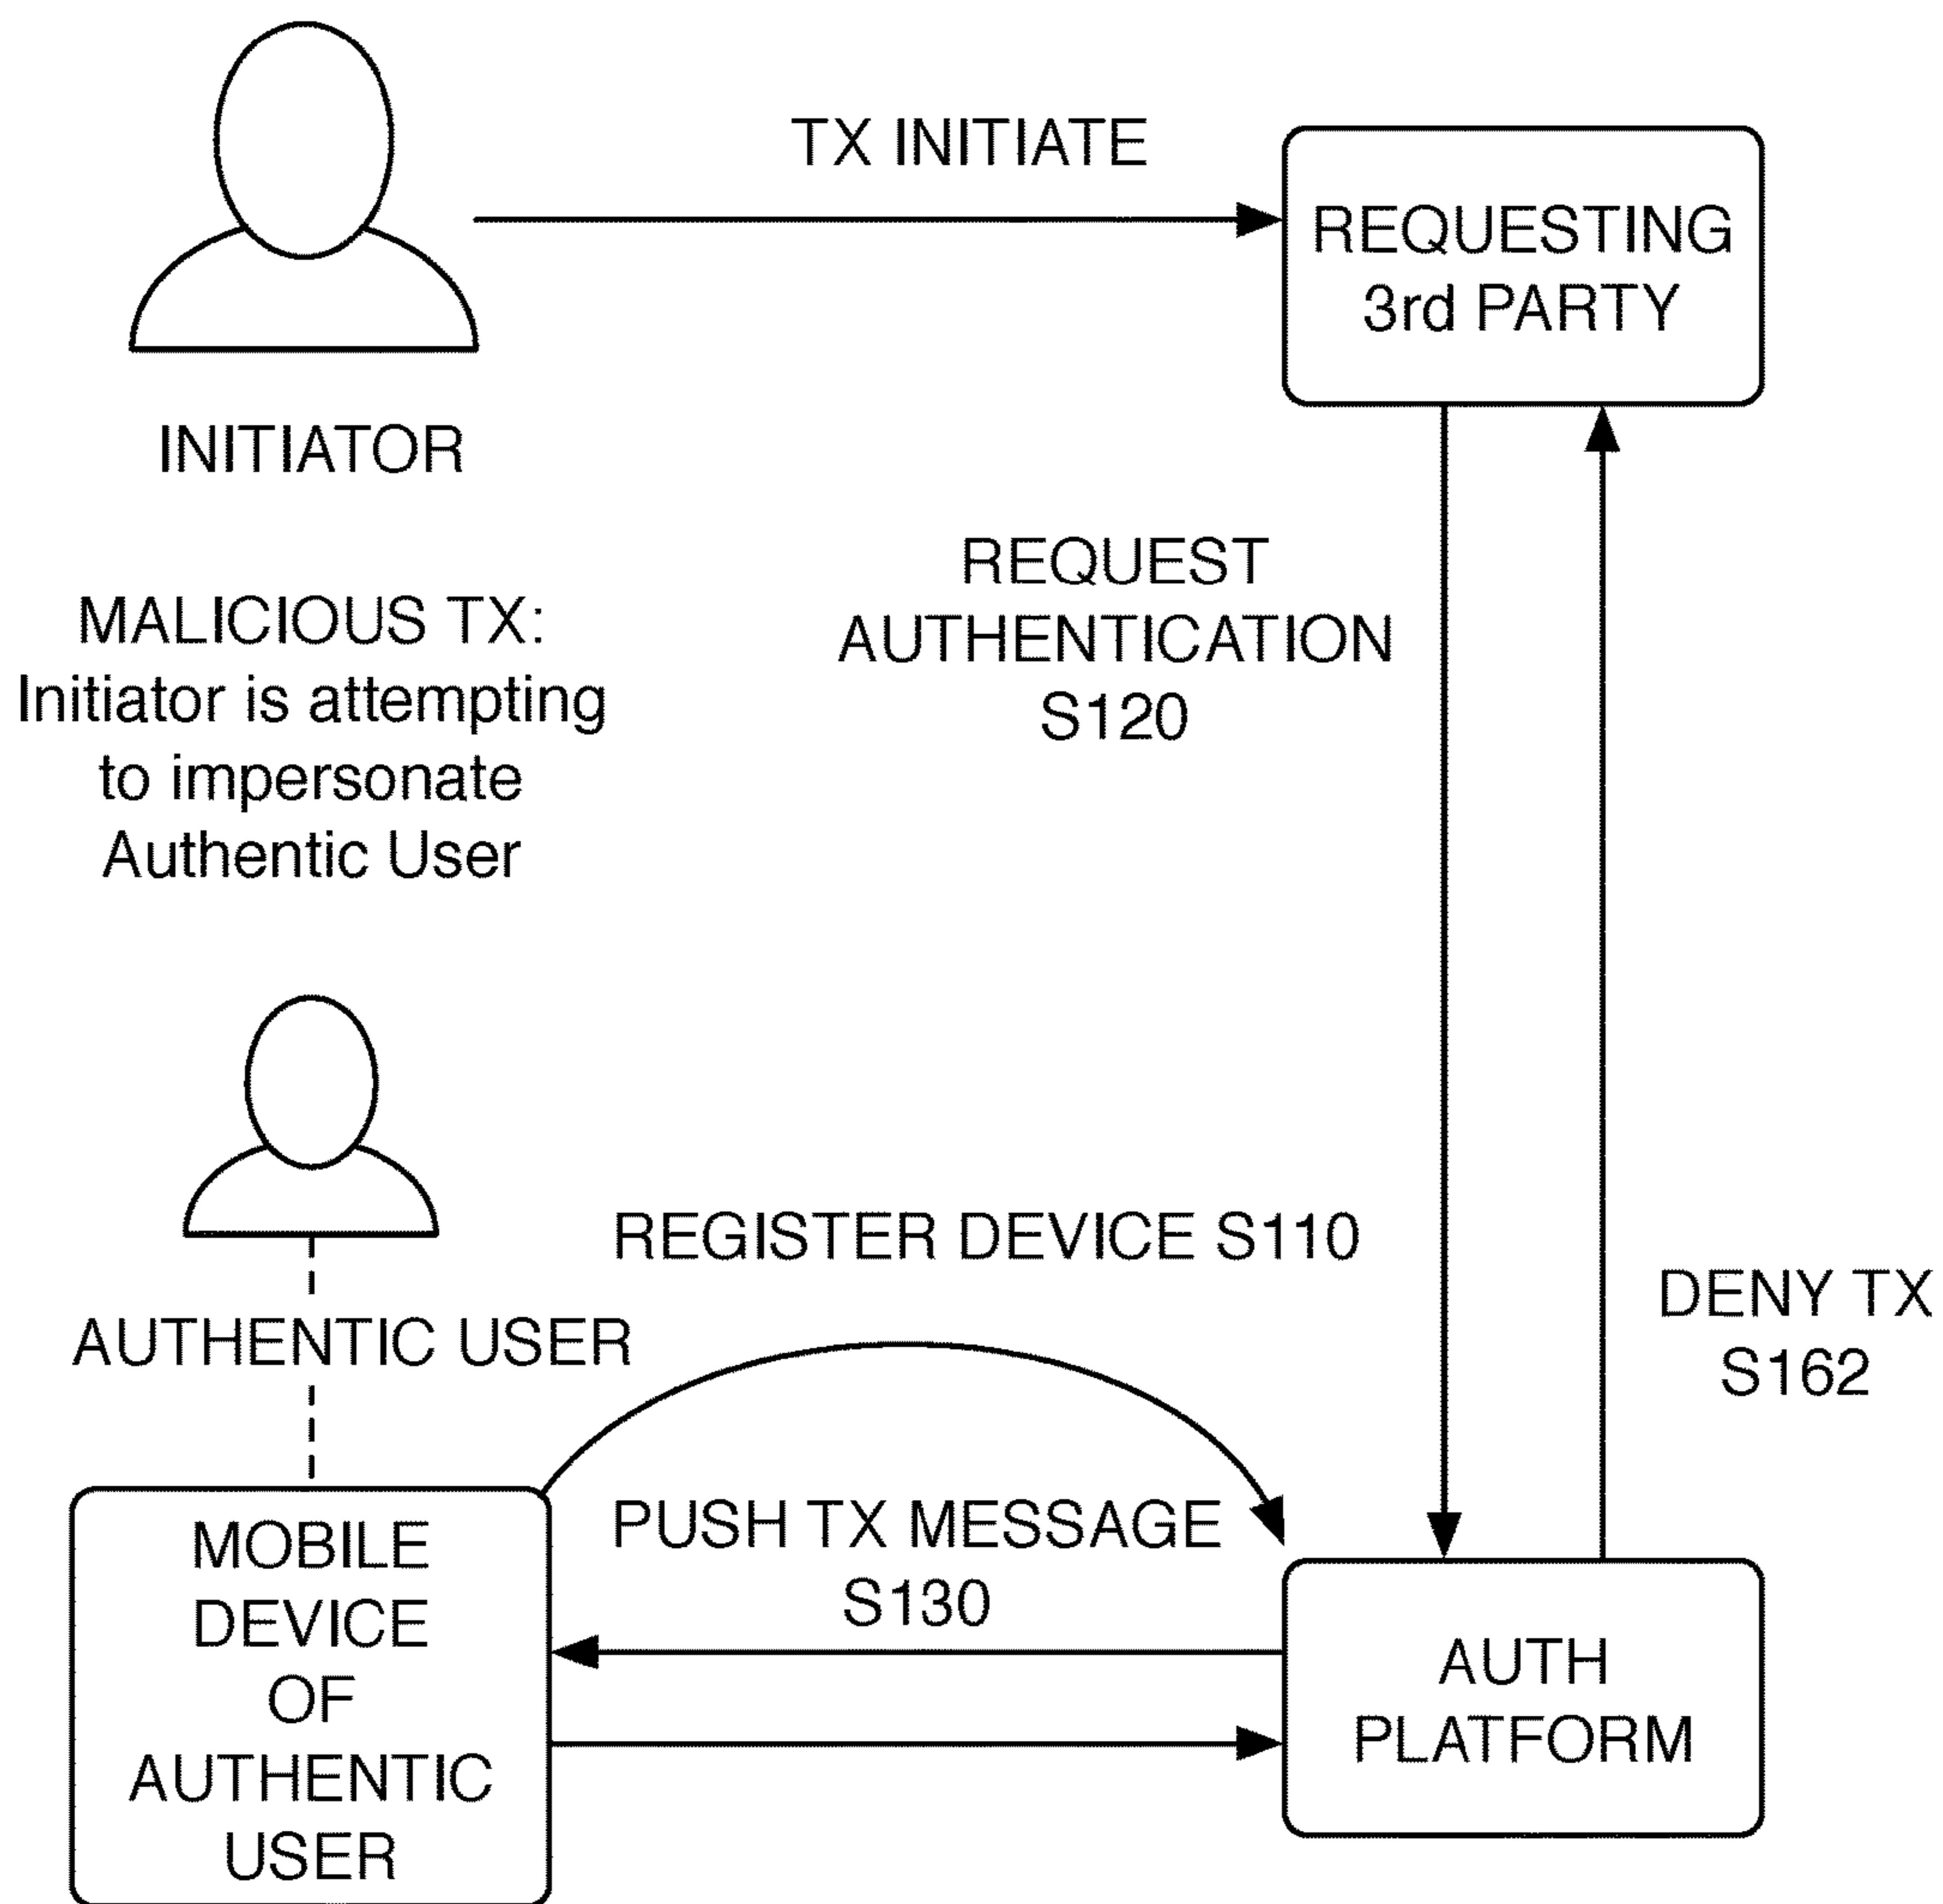 TX INITIATE
REQUESTING
3rd PARTY
INITIATOR
MALICIOUS TX:
Initiator is attempting
to impersonate
Authentic User
REQUEST
AUTHENTICATION
S120
REGISTER DEVICE S110
DENY TX
S162
AUTHENTIC USER
PUSH TX MESSAGE
S130
MOBILE
DEVICE
OF
AUTHENTIC
USER
AUTH
PLATFORM